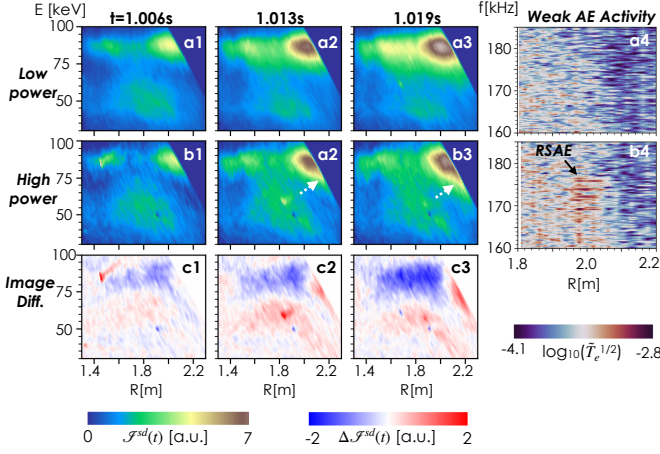 E [keV] t=1.006s 1.013s 1.019s f[kHz] Weak AE Activity
100 a1 a2 a3 180 a4
75
Low
power
50 170
160
100 b1 a2 b3 180 RSAE b4
High
power
75
50 170
160
1.8 2.0 2.2
R[m]
100 c1 c2 c3
Image
Diff.
75
50
-4.1 log10(T̃e^1/2) -2.8
1.4 1.8 2.2 1.4 1.8 2.2 1.4 1.8 2.2
R[m] R[m] R[m]
0 𝒥^sd(t) [a.u.] 7 -2 Δ𝒥^sd(t) [a.u.] 2